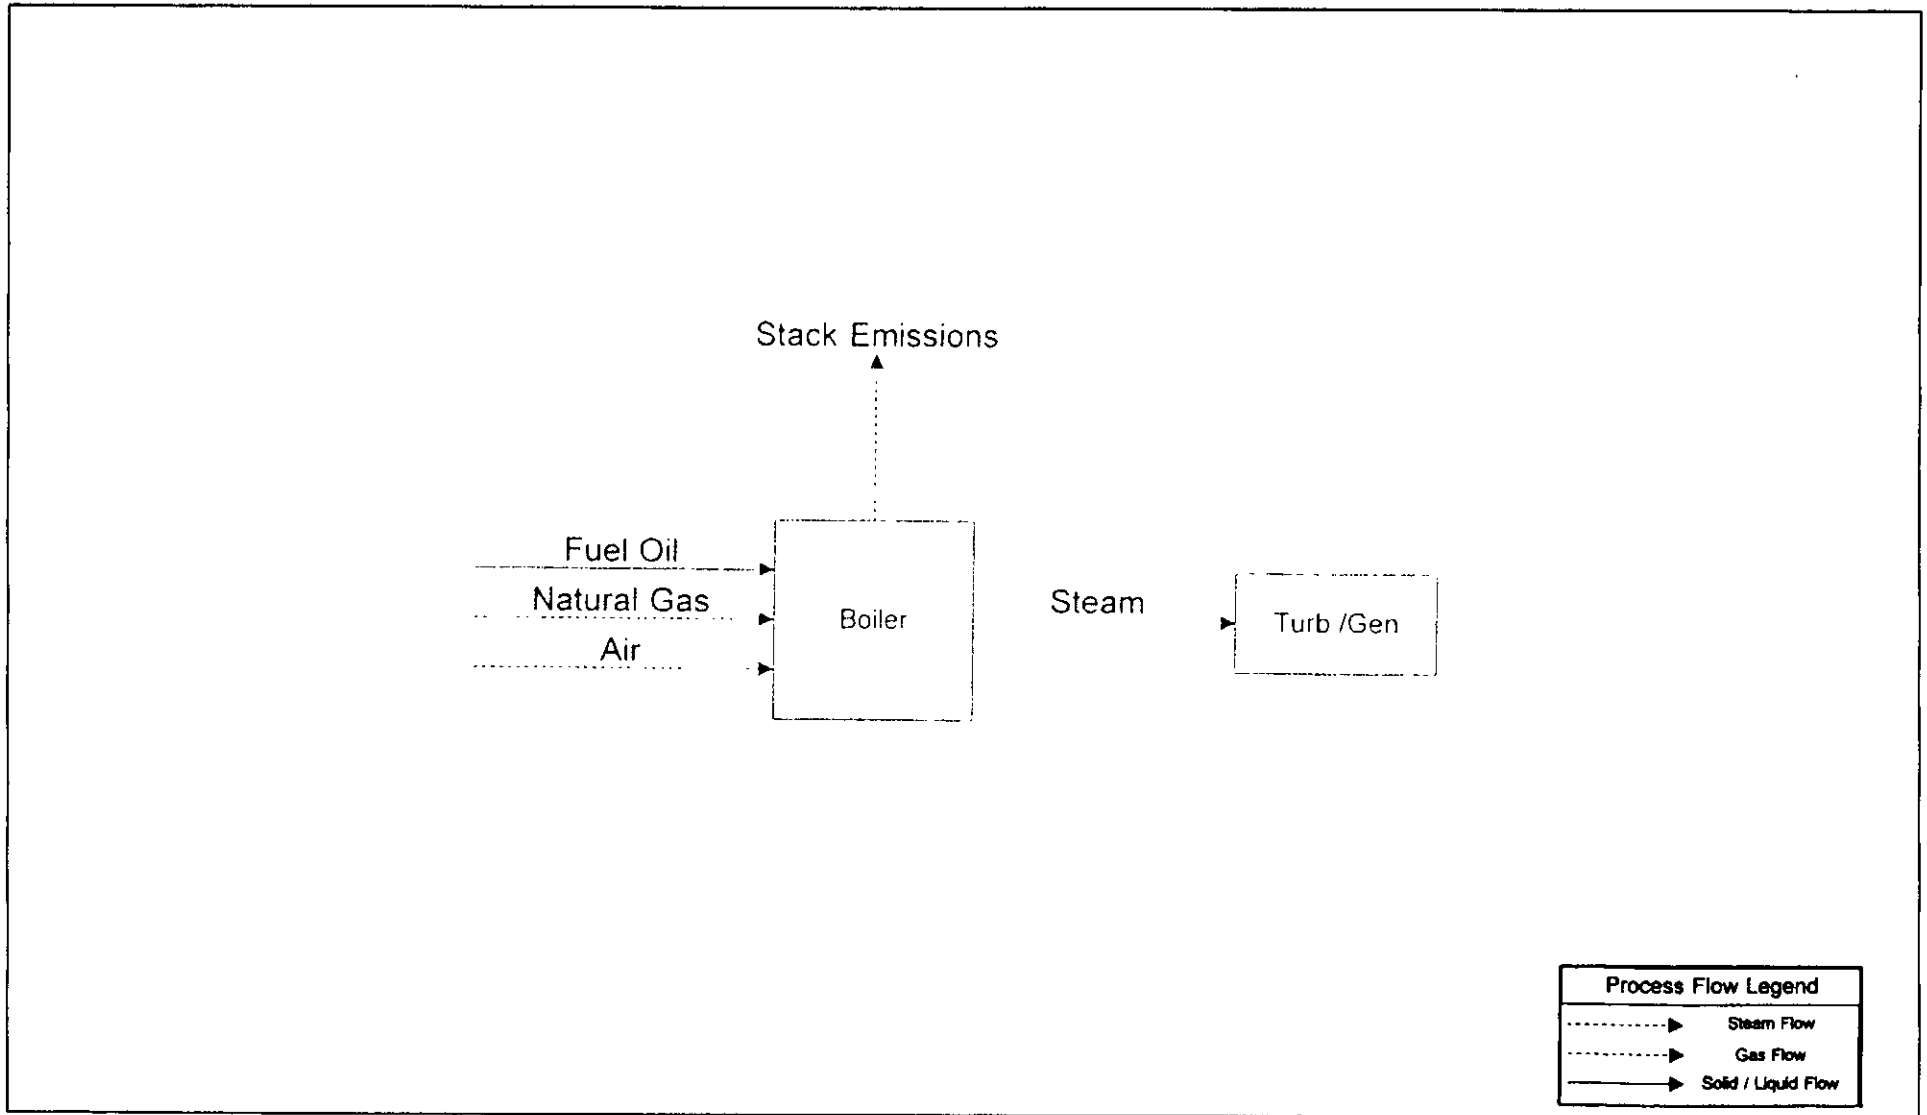 Stack Emissions
Fuel Oil
Natural Gas
Air
Boiler
Steam
Turb /Gen
Process Flow Legend
Steam Flow
Gas Flow
Solid / Liquid Flow